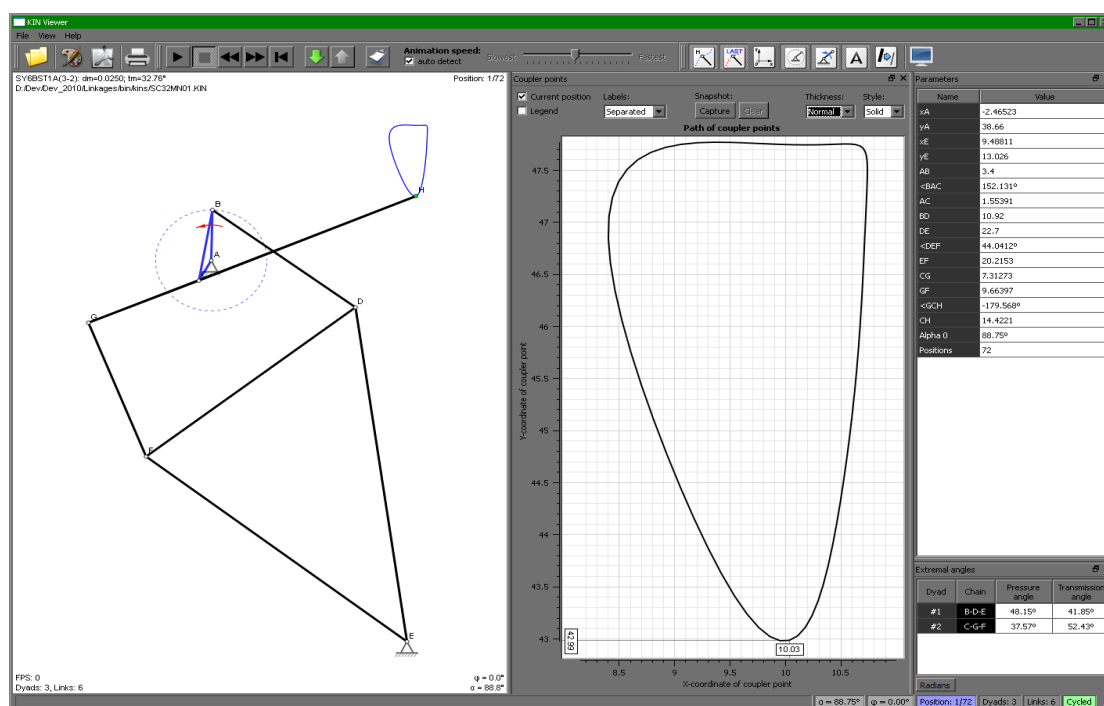 KIN Viewer
File View Help
Animation speed:
auto detect
Slowest
Fastest
SY6BST1A(3-2): dm=0.0250; tm=32.76°
Position: 1/72
D:/Dev/Dev_2010/Linkages/bin/kins/SC32MN01.KIN
H
B
A
D
G
F
E
FPS: 0
φ = 0.0°
Dyads: 3, Links: 6
α = 88.8°
Coupler points
Current position
Labels:
Snapshot:
Thickness:
Style:
Legend
Separated
Capture
Clear
Normal
Solid
Path of coupler points
Y-coordinate of coupler point
47.5
47
46.5
46
45.5
45
44.5
44
43.5
43
42.99
10.03
8.5
9
9.5
10
10.5
X-coordinate of coupler point
Parameters
Name Value
xA -2.46523
yA 38.66
xE 9.48811
yE 13.026
AB 3.4
<BAC 152.131°
AC 1.55391
BD 10.92
DE 22.7
<DEF 44.0412°
EF 20.2153
CG 7.31273
GF 9.66397
<GCH -179.568°
CH 14.4221
Alpha 0 88.75°
Positions 72
Extremal angles
Dyad Chain Pressure angle Transmission angle
#1 B-D-E 48.15° 41.85°
#2 C-G-F 37.57° 52.43°
Radians
α = 88.75° φ = 0.00° Position: 1/72 Dyads: 3 Links: 6 Cycled